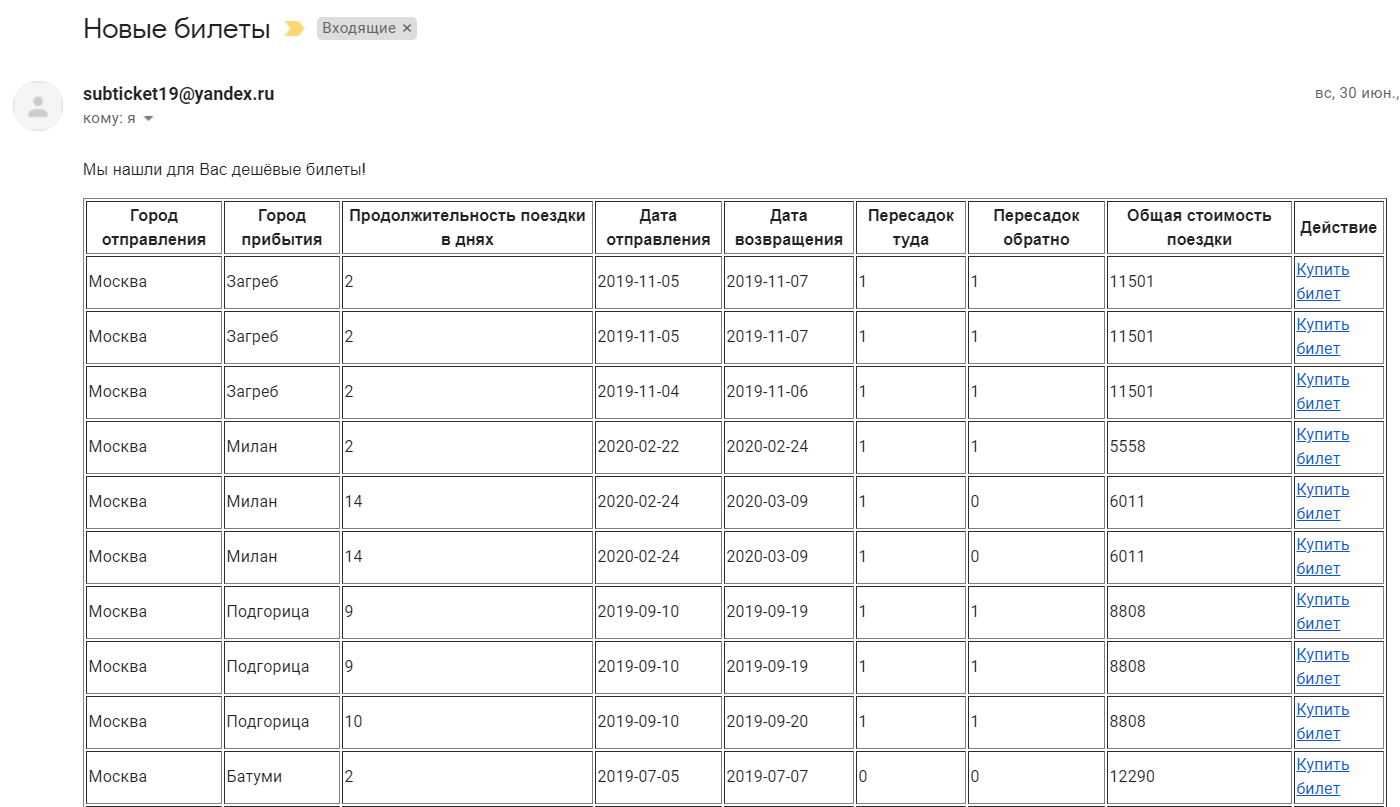 Новые билеты
Входящие ×
subticket19@yandex.ru
вс, 30 июн.,
кому: я
Мы нашли для Вас дешёвые билеты!
Город отправления Город прибытия Продолжительность поездки в днях Дата отправления Дата возвращения Пересадок туда Пересадок обратно Общая стоимость поездки Действие
Москва Загреб 2 2019-11-05 2019-11-07 1 1 11501 Купить билет
Москва Загреб 2 2019-11-05 2019-11-07 1 1 11501 Купить билет
Москва Загреб 2 2019-11-04 2019-11-06 1 1 11501 Купить билет
Москва Милан 2 2020-02-22 2020-02-24 1 1 5558 Купить билет
Москва Милан 14 2020-02-24 2020-03-09 1 0 6011 Купить билет
Москва Милан 14 2020-02-24 2020-03-09 1 0 6011 Купить билет
Москва Подгорица 9 2019-09-10 2019-09-19 1 1 8808 Купить билет
Москва Подгорица 9 2019-09-10 2019-09-19 1 1 8808 Купить билет
Москва Подгорица 10 2019-09-10 2019-09-20 1 1 8808 Купить билет
Москва Батуми 2 2019-07-05 2019-07-07 0 0 12290 Купить билет